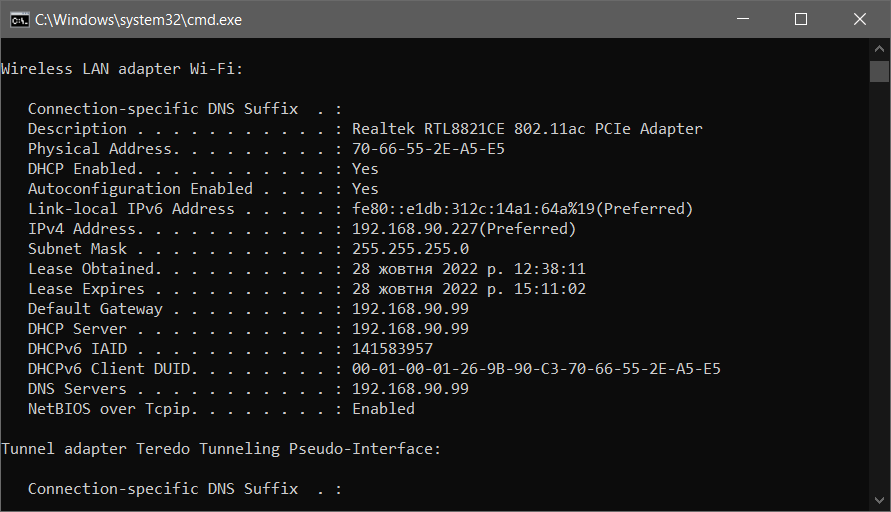 C:\Windows\system32\cmd.exe
Wireless LAN adapter Wi-Fi:
Connection-specific DNS Suffix  . :
Description . . . . . . . . . . . : Realtek RTL8821CE 802.11ac PCIe Adapter
Physical Address. . . . . . . . . : 70-66-55-2E-A5-E5
DHCP Enabled. . . . . . . . . . . : Yes
Autoconfiguration Enabled . . . . : Yes
Link-local IPv6 Address . . . . . : fe80::e1db:312c:14a1:64a%19(Preferred)
IPv4 Address. . . . . . . . . . . : 192.168.90.227(Preferred)
Subnet Mask . . . . . . . . . . . : 255.255.255.0
Lease Obtained. . . . . . . . . . : 28 жовтня 2022 р. 12:38:11
Lease Expires . . . . . . . . . . : 28 жовтня 2022 р. 15:11:02
Default Gateway . . . . . . . . . : 192.168.90.99
DHCP Server . . . . . . . . . . . : 192.168.90.99
DHCPv6 IAID . . . . . . . . . . . : 141583957
DHCPv6 Client DUID. . . . . . . . : 00-01-00-01-26-9B-90-C3-70-66-55-2E-A5-E5
DNS Servers . . . . . . . . . . . : 192.168.90.99
NetBIOS over Tcpip. . . . . . . . : Enabled
Tunnel adapter Teredo Tunneling Pseudo-Interface:
Connection-specific DNS Suffix  . :